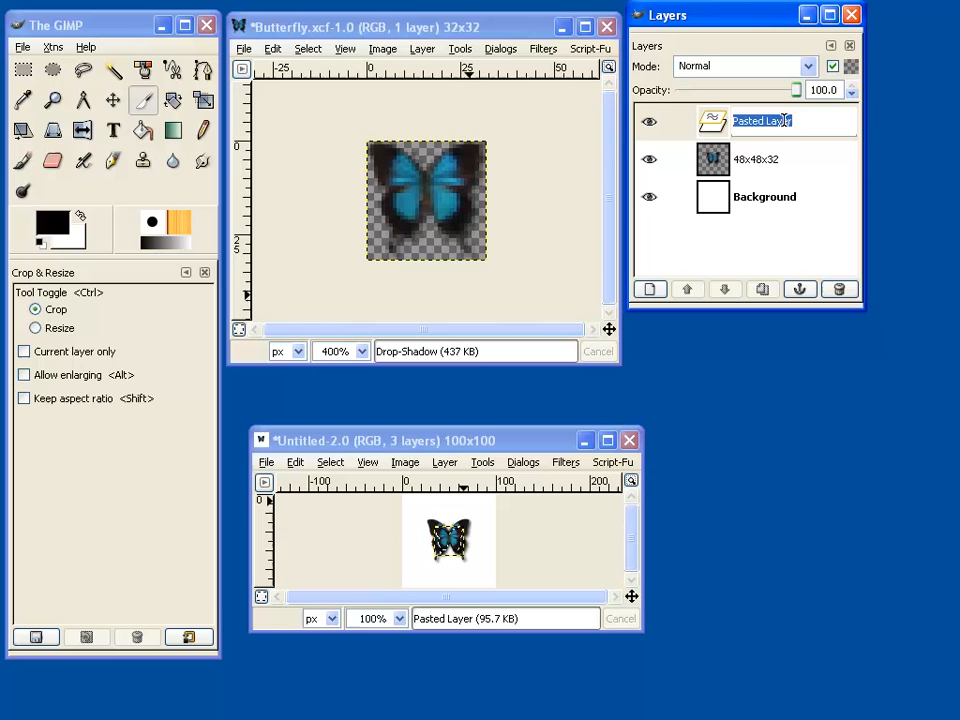 The GIMP
File Xtns Help
Crop & Resize
Tool Toggle <Ctrl>
Crop
Resize
Current layer only
Allow enlarging <Alt>
Keep aspect ratio <Shift>
*Butterfly.xcf-1.0 (RGB, 1 layer) 32x32
File Edit Select View Image Layer Tools Dialogs Filters Script-Fu
-25 0 25 50
0
25
px 400% Drop-Shadow (437 KB) Cancel
*Untitled-2.0 (RGB, 3 layers) 100x100
File Edit Select View Image Layer Tools Dialogs Filters Script-Fu
-100 0 100 200
0
px 100% Pasted Layer (95.7 KB) Cancel
Layers
Layers
Mode: Normal
Opacity: 100.0
Pasted Layer
48x48x32
Background